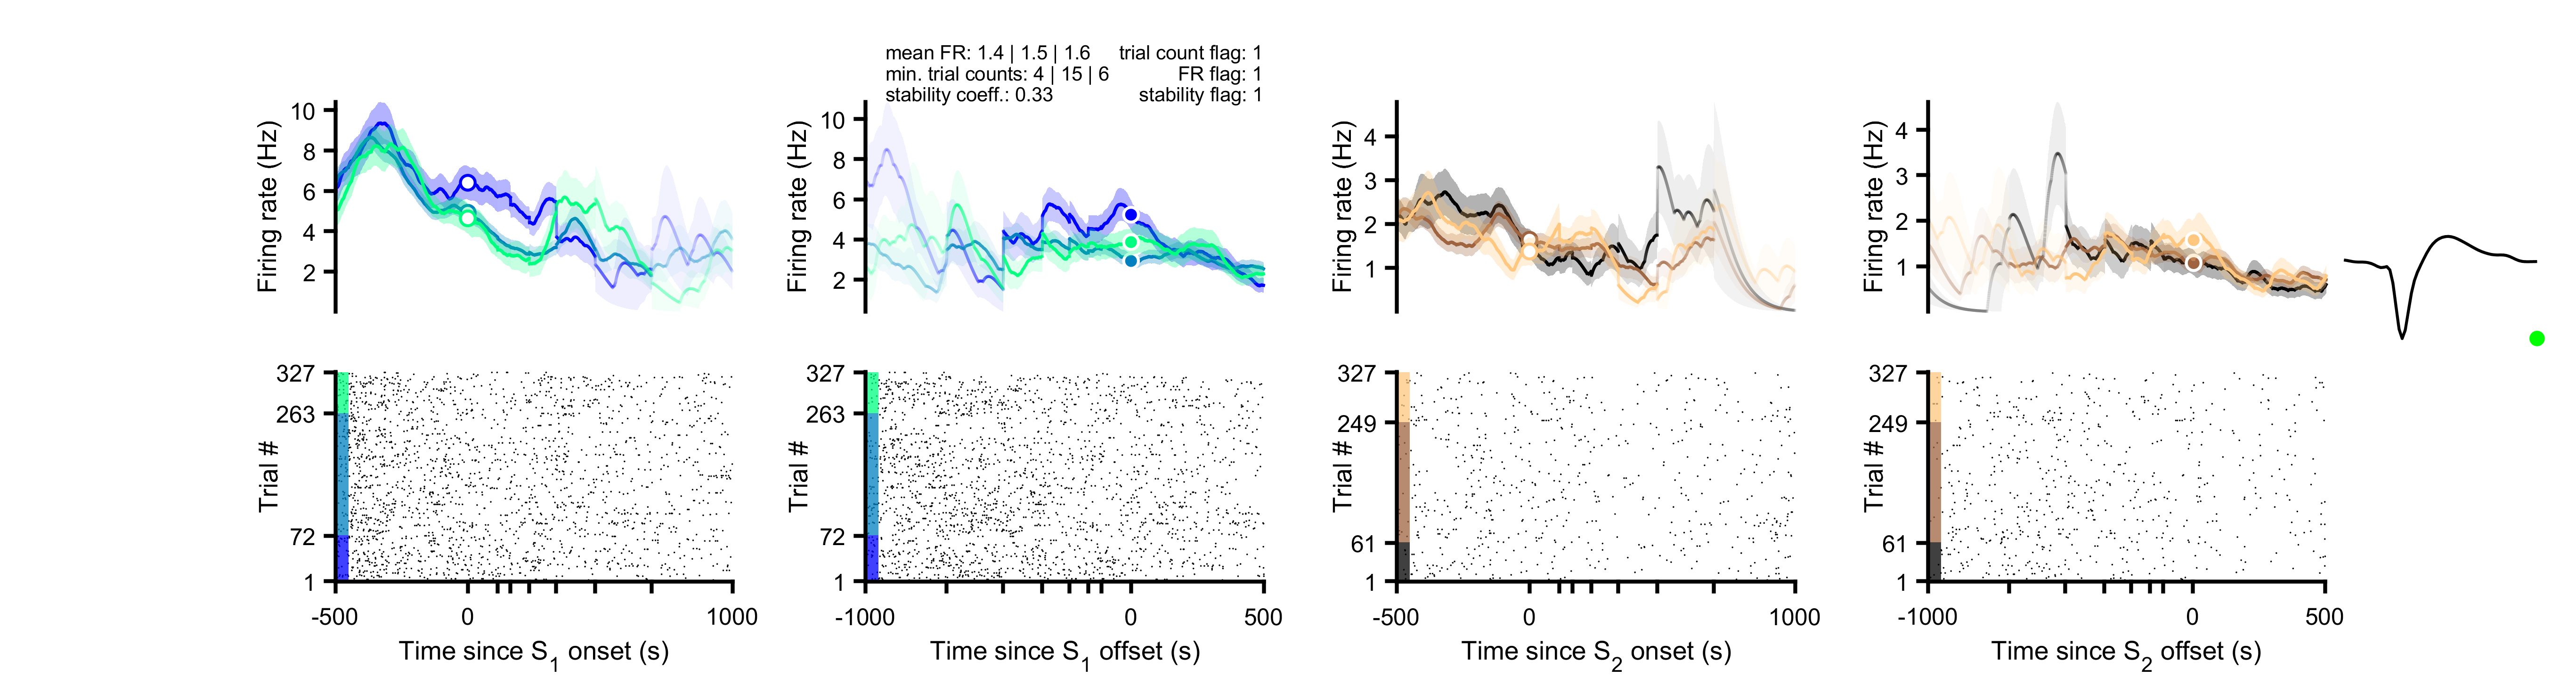 mean FR: 1.4 | 1.5 | 1.6 trial count flag: 1
min. trial counts: 4 | 15 | 6 FR flag: 1
stability coeff.: 0.33 stability flag: 1
Firing rate (Hz)
10
8
6
4
2
Firing rate (Hz)
10
8
6
4
2
Firing rate (Hz)
4
3
2
1
Firing rate (Hz)
4
3
2
1
Trial #
327
263
72
1
-500 0 1000
Time since S1 onset (s)
Trial #
327
263
72
1
-1000 0 500
Time since S1 offset (s)
Trial #
327
249
61
1
-500 0 1000
Time since S2 onset (s)
Trial #
327
249
61
1
-1000 0 500
Time since S2 offset (s)